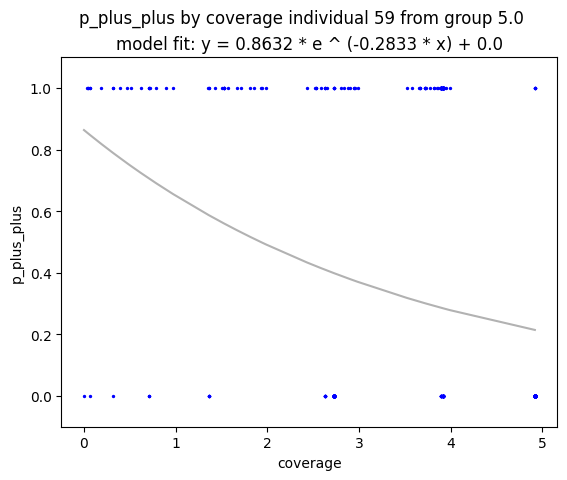 p_plus_plus by coverage individual 59 from group 5.0
model fit: y = 0.8632 * e ^ (-0.2833 * x) + 0.0
1.0
0.8
0.6
0.4
0.2
0.0
p_plus_plus
0 1 2 3 4 5
coverage